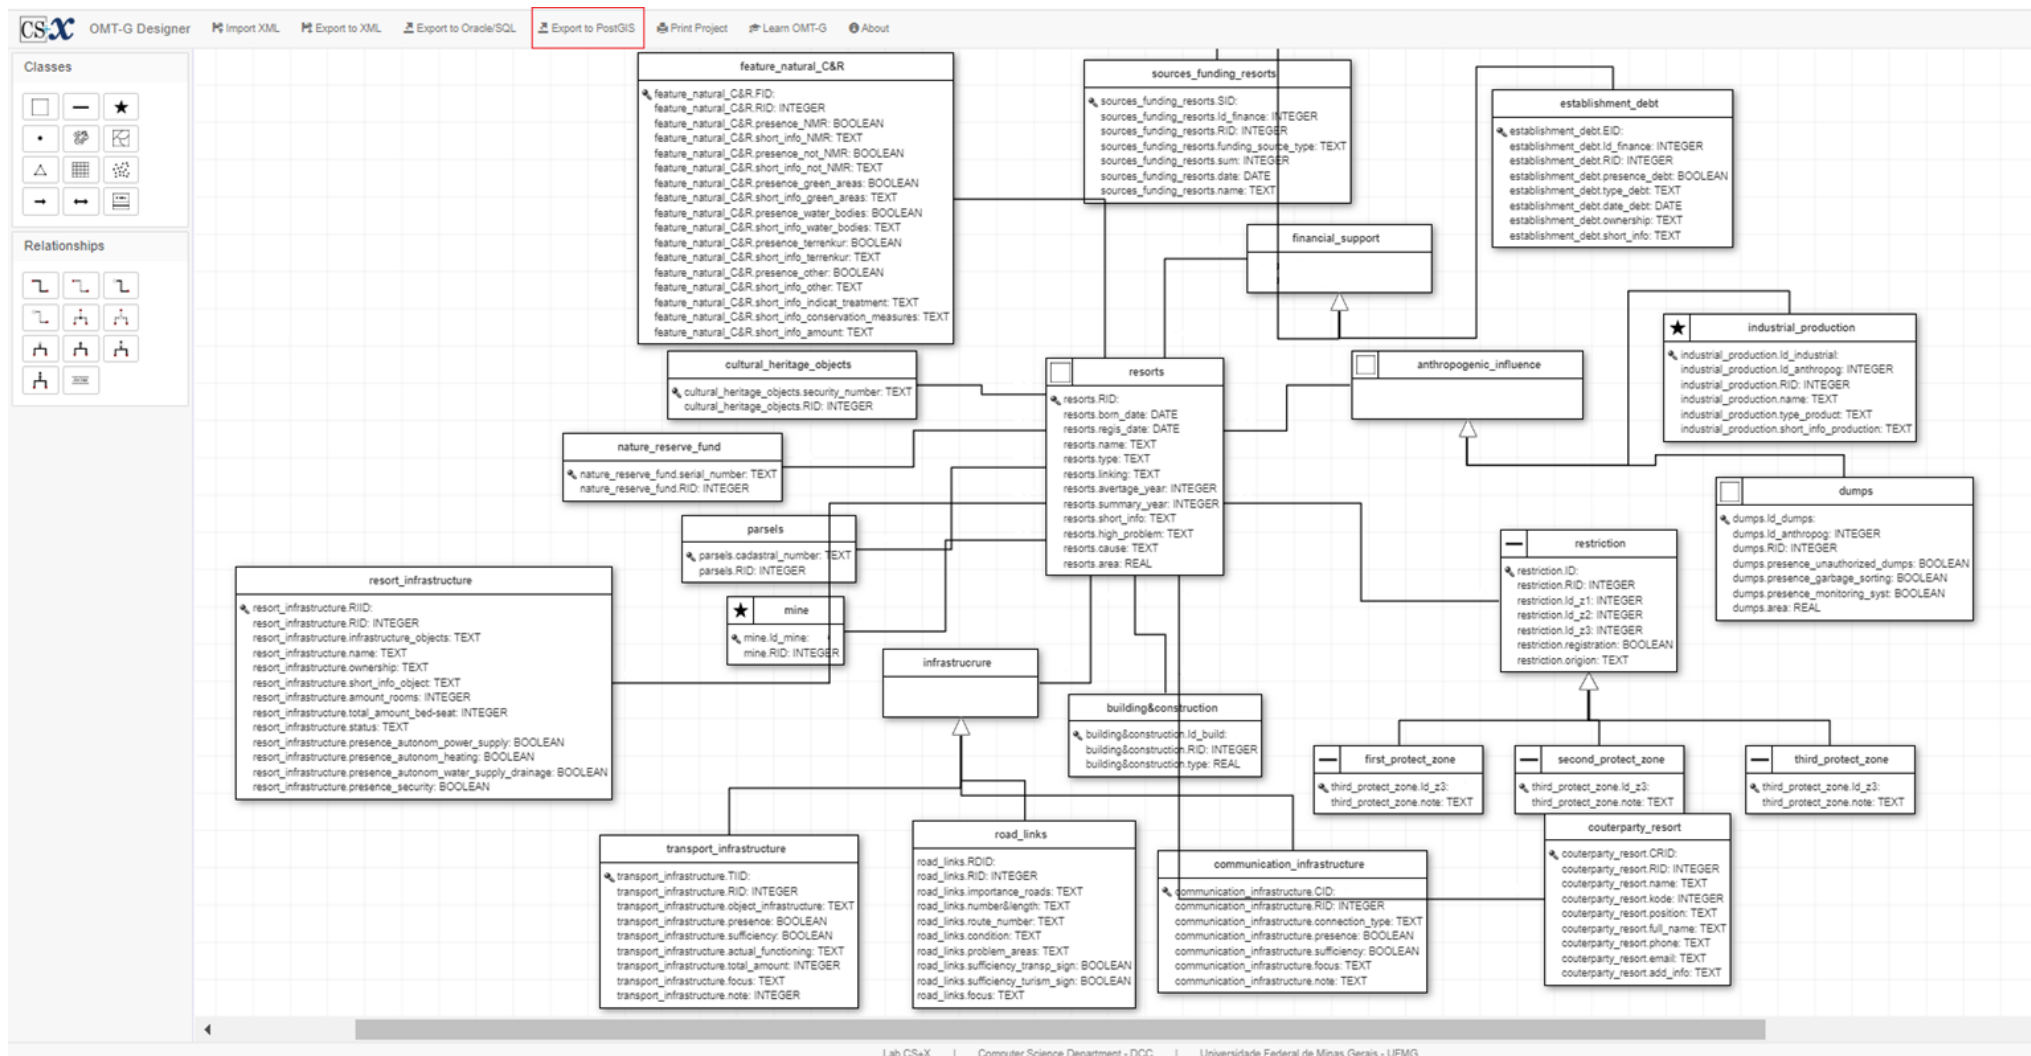 CS+X OMT-G Designer Import XML Export to XML Export to Oracle/SQL Export to PostGIS Print Project Learn OMT-G About
Classes
Relationships
feature_natural_C&R
feature_natural_C&R.FID:
feature_natural_C&R.RID: INTEGER
feature_natural_C&R.presence_NMR: BOOLEAN
feature_natural_C&R.short_info_NMR: TEXT
feature_natural_C&R.presence_not_NMR: BOOLEAN
feature_natural_C&R.short_info_not_NMR: TEXT
feature_natural_C&R.presence_green_areas: BOOLEAN
feature_natural_C&R.short_info_green_areas: TEXT
feature_natural_C&R.presence_water_bodies: BOOLEAN
feature_natural_C&R.short_info_water_bodies: TEXT
feature_natural_C&R.presence_terrenkur: BOOLEAN
feature_natural_C&R.short_info_terrenkur: TEXT
feature_natural_C&R.presence_other: BOOLEAN
feature_natural_C&R.short_info_other: TEXT
feature_natural_C&R.short_info_indicat_treatment: TEXT
feature_natural_C&R.short_info_conservation_measures: TEXT
feature_natural_C&R.short_info_amount: TEXT
sources_funding_resorts
sources_funding_resorts.SID:
sources_funding_resorts.Id_finance: INTEGER
sources_funding_resorts.RID: INTEGER
sources_funding_resorts.funding_source_type: TEXT
sources_funding_resorts.sum: INTEGER
sources_funding_resorts.date: DATE
sources_funding_resorts.name: TEXT
establishment_debt
establishment_debt.EID:
establishment_debt.Id_finance: INTEGER
establishment_debt.RID: INTEGER
establishment_debt.presence_debt: BOOLEAN
establishment_debt.type_debt: TEXT
establishment_debt.date_debt: DATE
establishment_debt.ownership: TEXT
establishment_debt.short_info: TEXT
financial_support
industrial_production
industrial_production.Id_industrial:
industrial_production.Id_anthropog: INTEGER
industrial_production.RID: INTEGER
industrial_production.name: TEXT
industrial_production.type_product: TEXT
industrial_production.short_info_production: TEXT
cultural_heritage_objects
cultural_heritage_objects.security_number: TEXT
cultural_heritage_objects.RID: INTEGER
resorts
resorts.RID:
resorts.born_date: DATE
resorts.regis_date: DATE
resorts.name: TEXT
resorts.type: TEXT
resorts.linking: TEXT
resorts.avertage_year: INTEGER
resorts.summary_year: INTEGER
resorts.short_info: TEXT
resorts.high_problem: TEXT
resorts.cause: TEXT
resorts.area: REAL
anthropogenic_influence
nature_reserve_fund
nature_reserve_fund.serial_number: TEXT
nature_reserve_fund.RID: INTEGER
dumps
dumps.Id_dumps:
dumps.Id_anthropog: INTEGER
dumps.RID: INTEGER
dumps.presence_unauthorized_dumps: BOOLEAN
dumps.presence_garbage_sorting: BOOLEAN
dumps.presence_monitoring_syst: BOOLEAN
dumps.area: REAL
parsels
parsels.cadastral_number: TEXT
parsels.RID: INTEGER
restriction
restriction.ID:
restriction.RID: INTEGER
restriction.Id_z1: INTEGER
restriction.Id_z2: INTEGER
restriction.Id_z3: INTEGER
restriction.registration: BOOLEAN
restriction.origion: TEXT
resort_infrastructure
resort_infrastructure.RIID:
resort_infrastructure.RID: INTEGER
resort_infrastructure.infrastructure_objects: TEXT
resort_infrastructure.name: TEXT
resort_infrastructure.ownership: TEXT
resort_infrastructure.short_info_object: TEXT
resort_infrastructure.amount_rooms: INTEGER
resort_infrastructure.total_amount_bed-seat: INTEGER
resort_infrastructure.status: TEXT
resort_infrastructure.presence_autonom_power_supply: BOOLEAN
resort_infrastructure.presence_autonom_heating: BOOLEAN
resort_infrastructure.presence_autonom_water_supply_drainage: BOOLEAN
resort_infrastructure.presence_security: BOOLEAN
mine
mine.Id_mine:
mine.RID: INTEGER
infrastrucrure
building&construction
building&construction.Id_build:
building&construction.RID: INTEGER
building&construction.type: REAL
first_protect_zone
third_protect_zone.Id_z3:
third_protect_zone.note: TEXT
second_protect_zone
third_protect_zone.Id_z3:
third_protect_zone.note: TEXT
third_protect_zone
third_protect_zone.Id_z3:
third_protect_zone.note: TEXT
transport_infrastructure
transport_infrastructure.TIID:
transport_infrastructure.RID: INTEGER
transport_infrastructure.object_infrastructure: TEXT
transport_infrastructure.presence: BOOLEAN
transport_infrastructure.sufficiency: BOOLEAN
transport_infrastructure.actual_functioning: TEXT
transport_infrastructure.total_amount: INTEGER
transport_infrastructure.focus: TEXT
transport_infrastructure.note: INTEGER
road_links
road_links.RDID:
road_links.RID: INTEGER
road_links.importance_roads: TEXT
road_links.number&length: TEXT
road_links.route_number: TEXT
road_links.condition: TEXT
road_links.problem_areas: TEXT
road_links.sufficiency_transp_sign: BOOLEAN
road_links.sufficiency_turism_sign: BOOLEAN
road_links.focus: TEXT
communication_infrastructure
communication_infrastructure.CID:
communication_infrastructure.RID: INTEGER
communication_infrastructure.connection_type: TEXT
communication_infrastructure.presence: BOOLEAN
communication_infrastructure.sufficiency: BOOLEAN
communication_infrastructure.focus: TEXT
communication_infrastructure.note: TEXT
couterparty_resort
couterparty_resort.CRID:
couterparty_resort.RID: INTEGER
couterparty_resort.name: TEXT
couterparty_resort.kode: INTEGER
couterparty_resort.position: TEXT
couterparty_resort.full_name: TEXT
couterparty_resort.phone: TEXT
couterparty_resort.email: TEXT
couterparty_resort.add_info: TEXT
Lab CS+X | Computer Science Department - DCC | Universidade Federal de Minas Gerais - UFMG